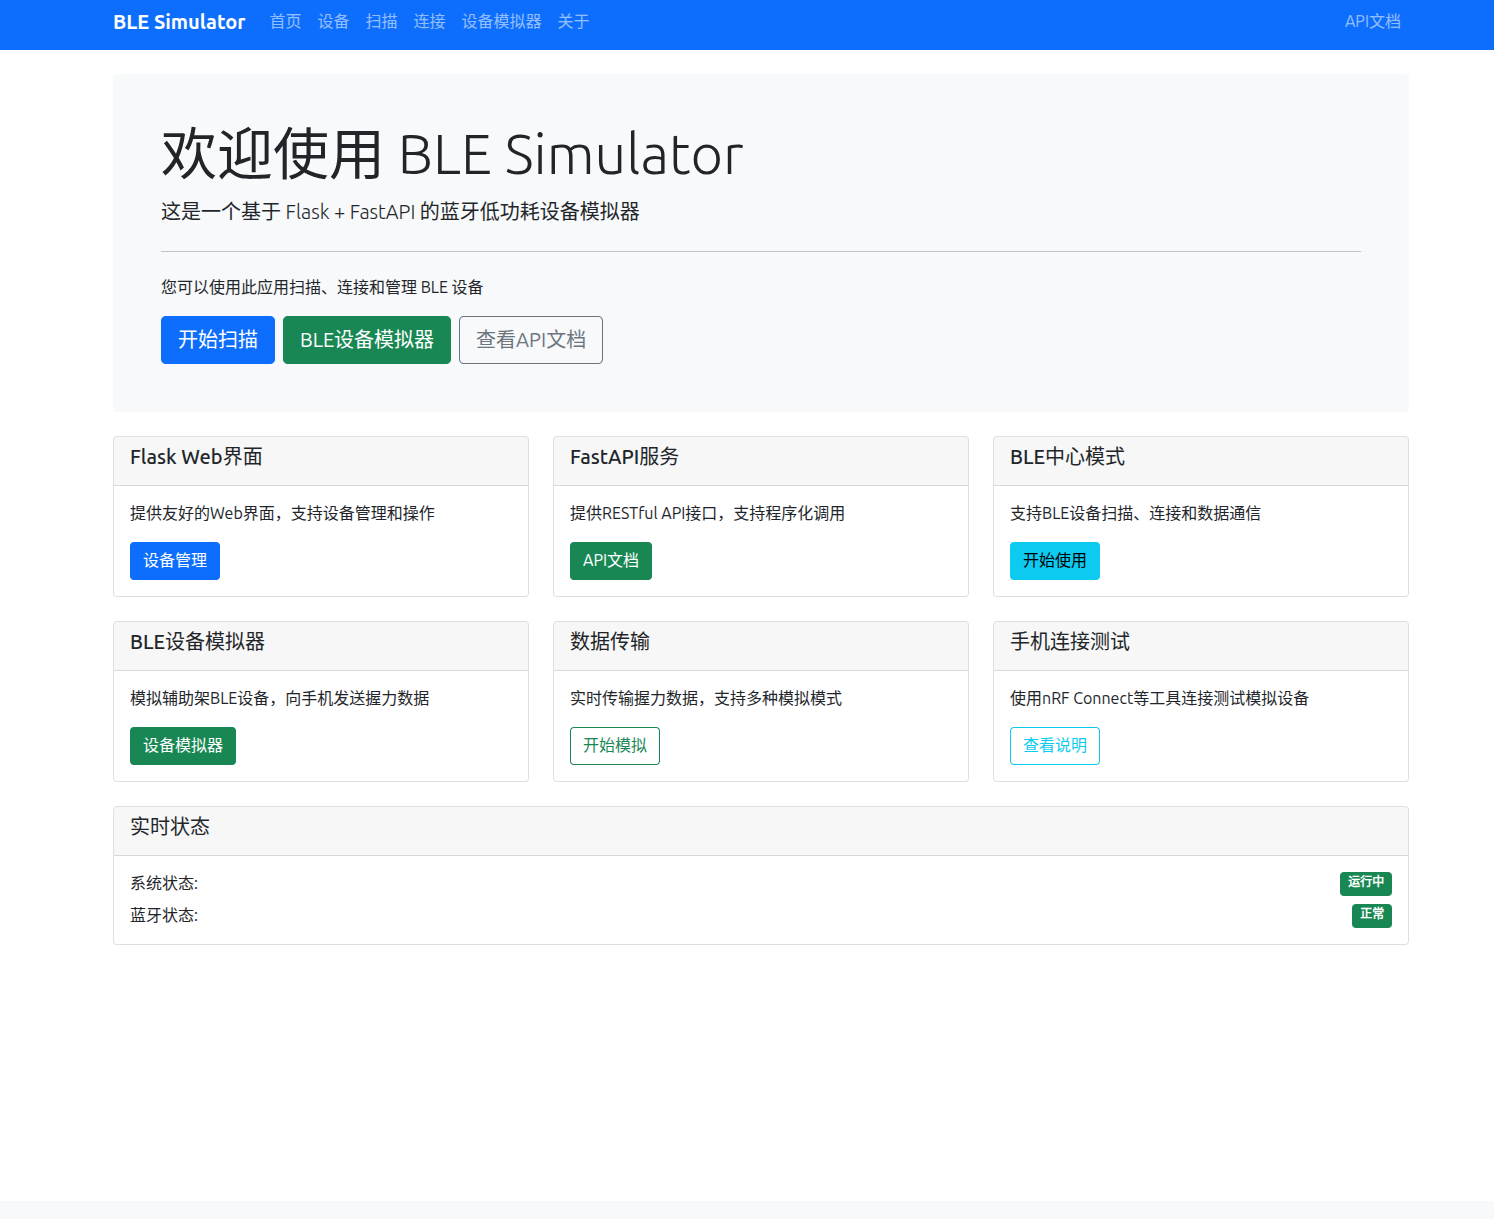 BLE Simulator 首页 设备 扫描 连接 设备模拟器 关于 API文档
欢迎使用 BLE Simulator
这是一个基于 Flask + FastAPI 的蓝牙低功耗设备模拟器
您可以使用此应用扫描、连接和管理 BLE 设备
开始扫描 BLE设备模拟器 查看API文档
Flask Web界面
提供友好的Web界面，支持设备管理和操作
设备管理
FastAPI服务
提供RESTful API接口，支持程序化调用
API文档
BLE中心模式
支持BLE设备扫描、连接和数据通信
开始使用
BLE设备模拟器
模拟辅助架BLE设备，向手机发送握力数据
设备模拟器
数据传输
实时传输握力数据，支持多种模拟模式
开始模拟
手机连接测试
使用nRF Connect等工具连接测试模拟设备
查看说明
实时状态
系统状态: 运行中
蓝牙状态: 正常